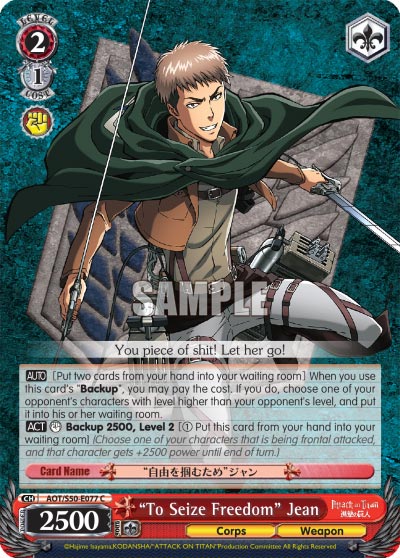 LEVEL
2
1
COST
SAMPLE
You piece of shit! Let her go!
AUTO [Put two cards from your hand into your waiting room] When you use
this card's "Backup", you may pay the cost. If you do, choose one of your
opponent's characters with level higher than your opponent's level, and put
it into his or her waiting room.
ACT Backup 2500, Level 2 [① Put this card from your hand into your
waiting room] (Choose one of your characters that is being frontal attacked,
and that character gets +2500 power until end of turn.)
Card Name
“自由を掴むため”ジャン
CH AOT/S50-E077 C
"To Seize Freedom" Jean
Attack on Titan
進撃の巨人
POWER
2500
SOUL
Corps
Weapon
©Hajime Isayama,KODANSHA/"ATTACK ON TITAN"Production Committee All Rights Reserved.